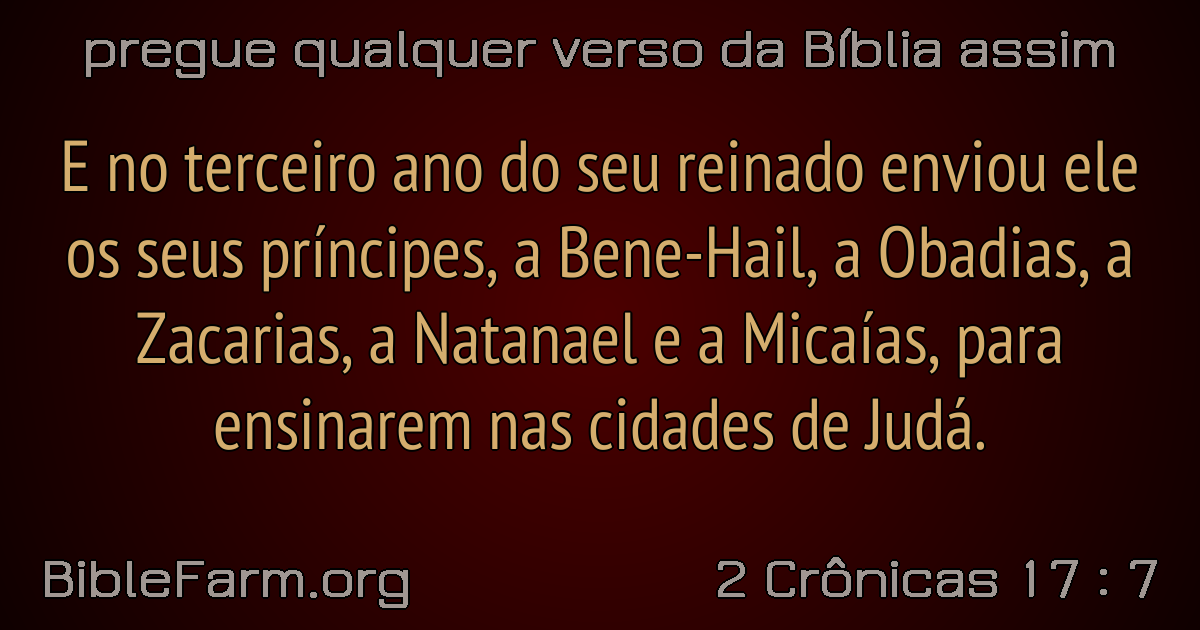 pregue qualquer verso da Bíblia assim
E no terceiro ano do seu reinado enviou ele
os seus príncipes, a Bene-Hail, a Obadias, a
Zacarias, a Natanael e a Micaías, para
ensinarem nas cidades de Judá.
BibleFarm.org
2 Crônicas 17 : 7